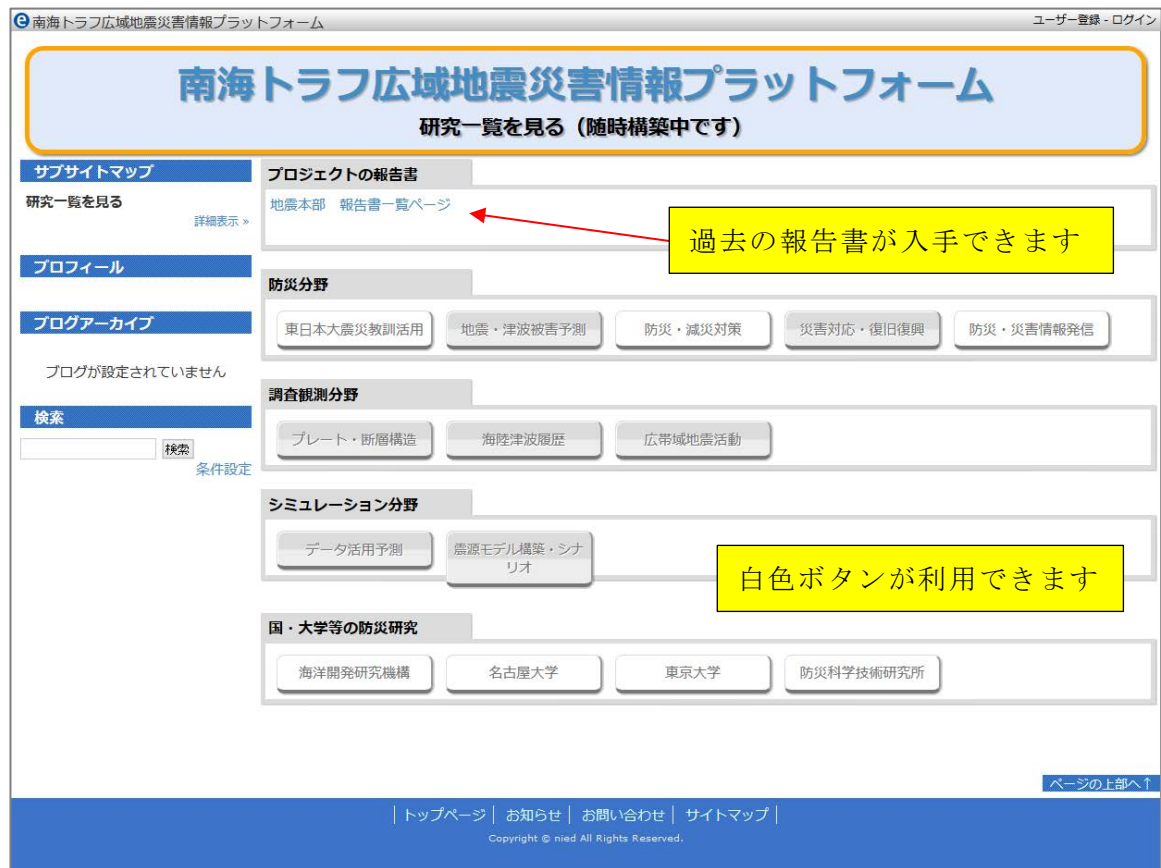 南海トラフ広域地震災害情報プラットフォーム
ユーザー登録 - ログイン
南海トラフ広域地震災害情報プラットフォーム
研究一覧を見る（随時構築中です）
サブサイトマップ
研究一覧を見る
詳細表示 »
プロフィール
ブログアーカイブ
ブログが設定されていません
検索
検索
条件設定
プロジェクトの報告書
地震本部　報告書一覧ページ
過去の報告書が入手できます
防災分野
東日本大震災教訓活用
地震・津波被害予測
防災・減災対策
災害対応・復旧復興
防災・災害情報発信
調査観測分野
プレート・断層構造
海陸津波履歴
広帯域地震活動
シミュレーション分野
データ活用予測
震源モデル構築・シナ
リオ
白色ボタンが利用できます
国・大学等の防災研究
海洋開発研究機構
名古屋大学
東京大学
防災科学技術研究所
ページの上部へ↑
| トップページ | お知らせ | お問い合わせ | サイトマップ |
Copyright © nied All Rights Reserved.